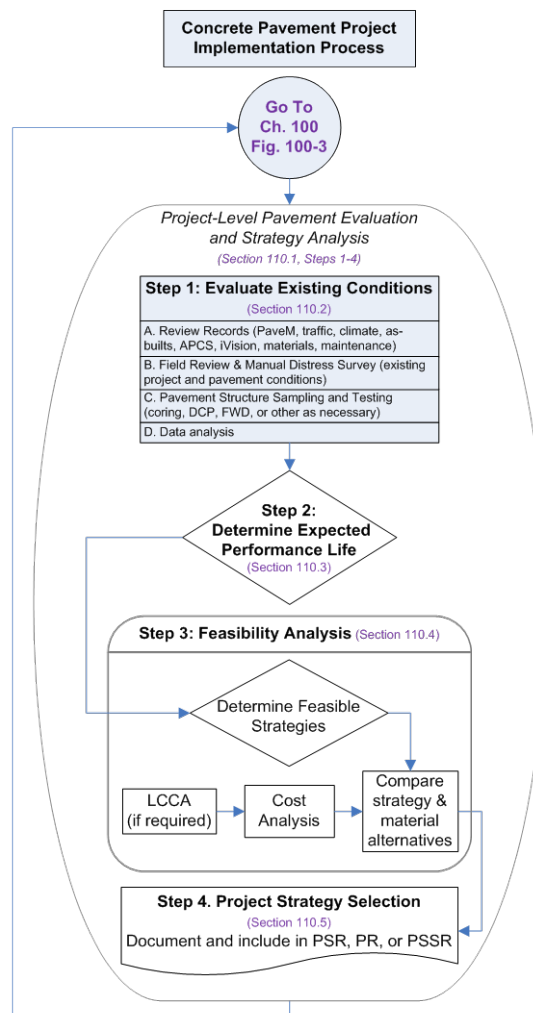 Concrete Pavement Project
Implementation Process
Go To
Ch. 100
Fig. 100-3
Project-Level Pavement Evaluation
and Strategy Analysis
(Section 110.1, Steps 1-4)
Step 1: Evaluate Existing Conditions
(Section 110.2)
A. Review Records (PaveM, traffic, climate, as-
builts, APCS, iVision, materials, maintenance)
B. Field Review & Manual Distress Survey (existing
project and pavement conditions)
C. Pavement Structure Sampling and Testing
(coring, DCP, FWD, or other as necessary)
D. Data analysis
Step 2:
Determine Expected
Performance Life
(Section 110.3)
Step 3: Feasibility Analysis (Section 110.4)
Determine Feasible
Strategies
LCCA
(if required)
Cost
Analysis
Compare
strategy &
material
alternatives
Step 4. Project Strategy Selection
(Section 110.5)
Document and include in PSR, PR, or PSSR